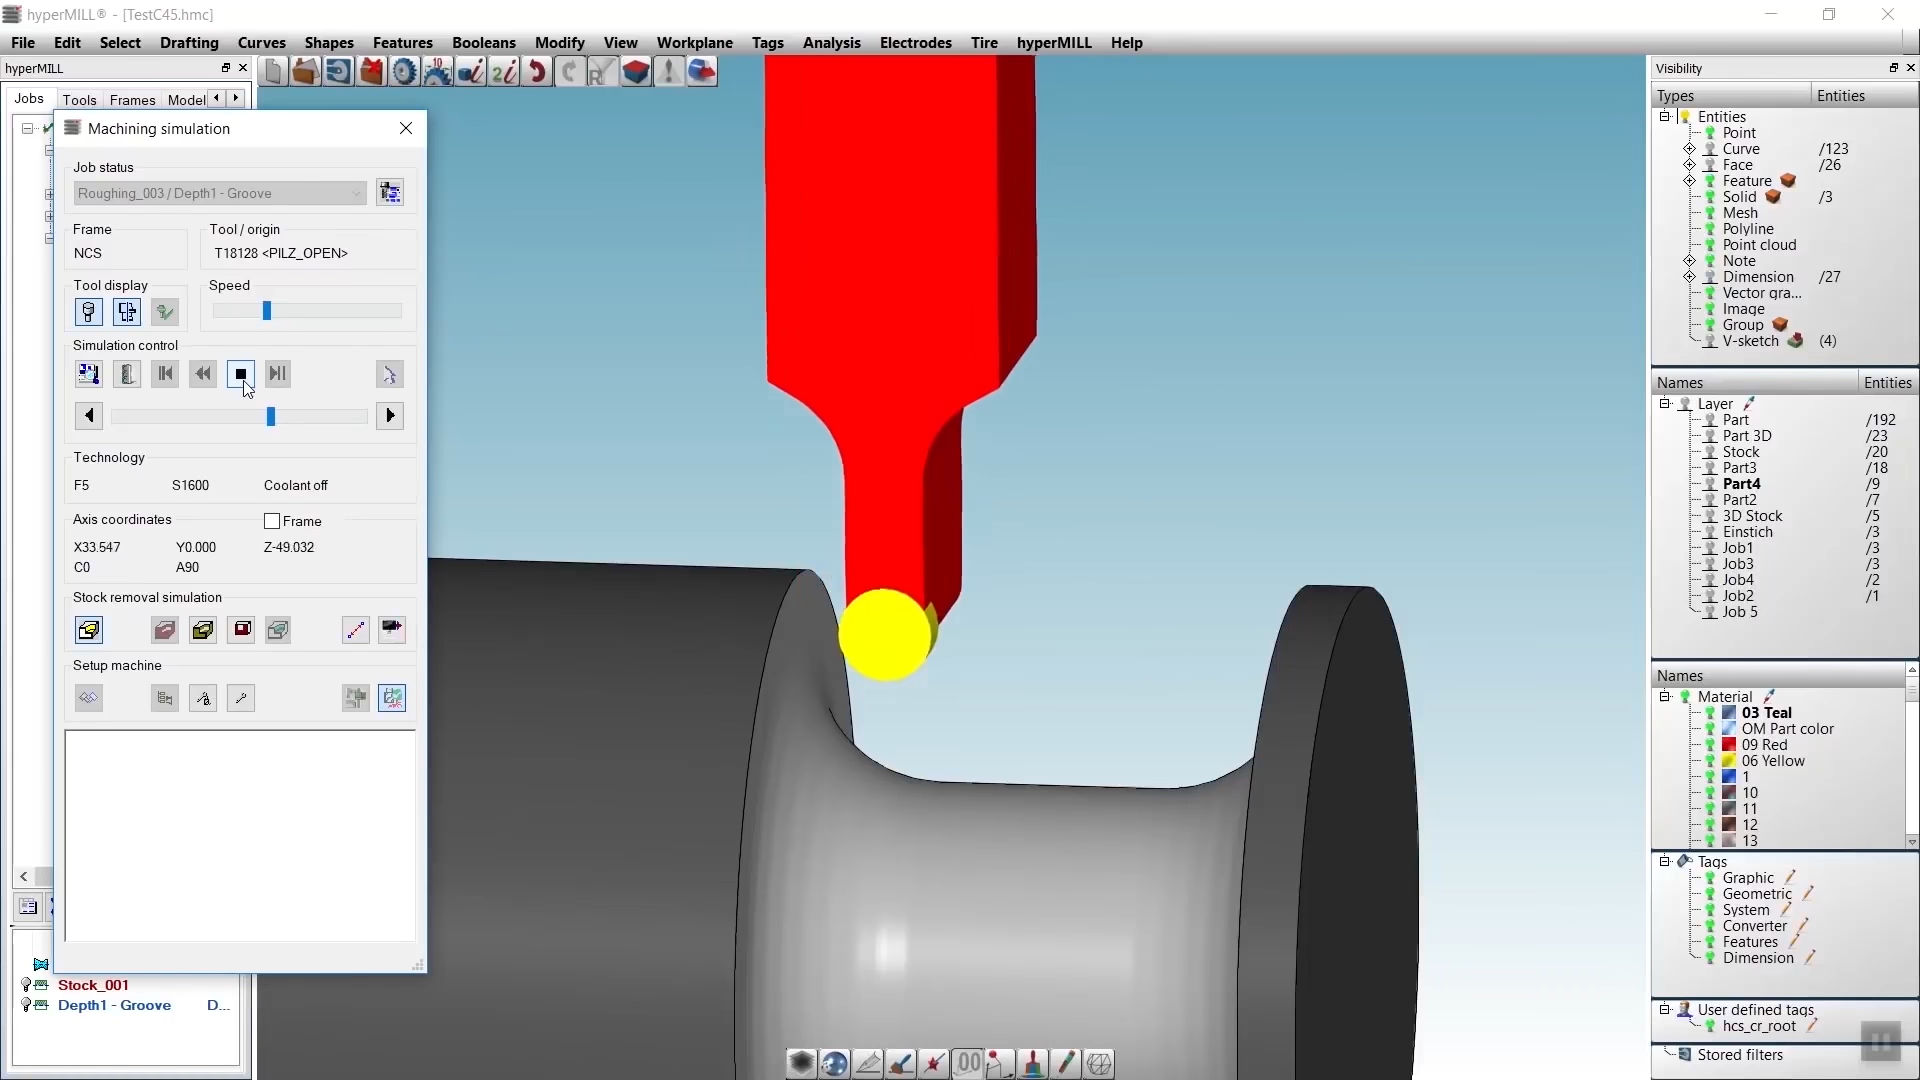 hyperMILL® - [TestC45.hmc]
File Edit Select Drafting Curves Shapes Features Booleans Modify View Workplane Tags Analysis Electrodes Tire hyperMILL Help
hyperMILL
Jobs Tools Frames Model
Machining simulation
Job status
Roughing_003 / Depth1 - Groove
Frame
NCS
Tool / origin
T18128 <PILZ_OPEN>
Tool display
Speed
Simulation control
Technology
F5 S1600 Coolant off
Axis coordinates Frame
X33.547 Y0.000 Z-49.032
C0 A90
Stock removal simulation
Setup machine
Stock_001
Depth1 - Groove D...
Visibility
Types Entities
Entities
Point
Curve /123
Face /26
Feature
Solid /3
Mesh
Polyline
Point cloud
Note
Dimension /27
Vector gra...
Image
Group
V-sketch (4)
Names Entities
Layer
Part /192
Part 3D /23
Stock /20
Part3 /18
Part4 /9
Part2 /7
3D Stock /5
Einstich /3
Job1 /3
Job3 /3
Job4 /2
Job2 /1
Job 5
Names
Material
03 Teal
OM Part color
09 Red
06 Yellow
1
10
11
12
13
Tags
Graphic
Geometric
System
Converter
Features
Dimension
User defined tags
hcs_cr_root
Stored filters